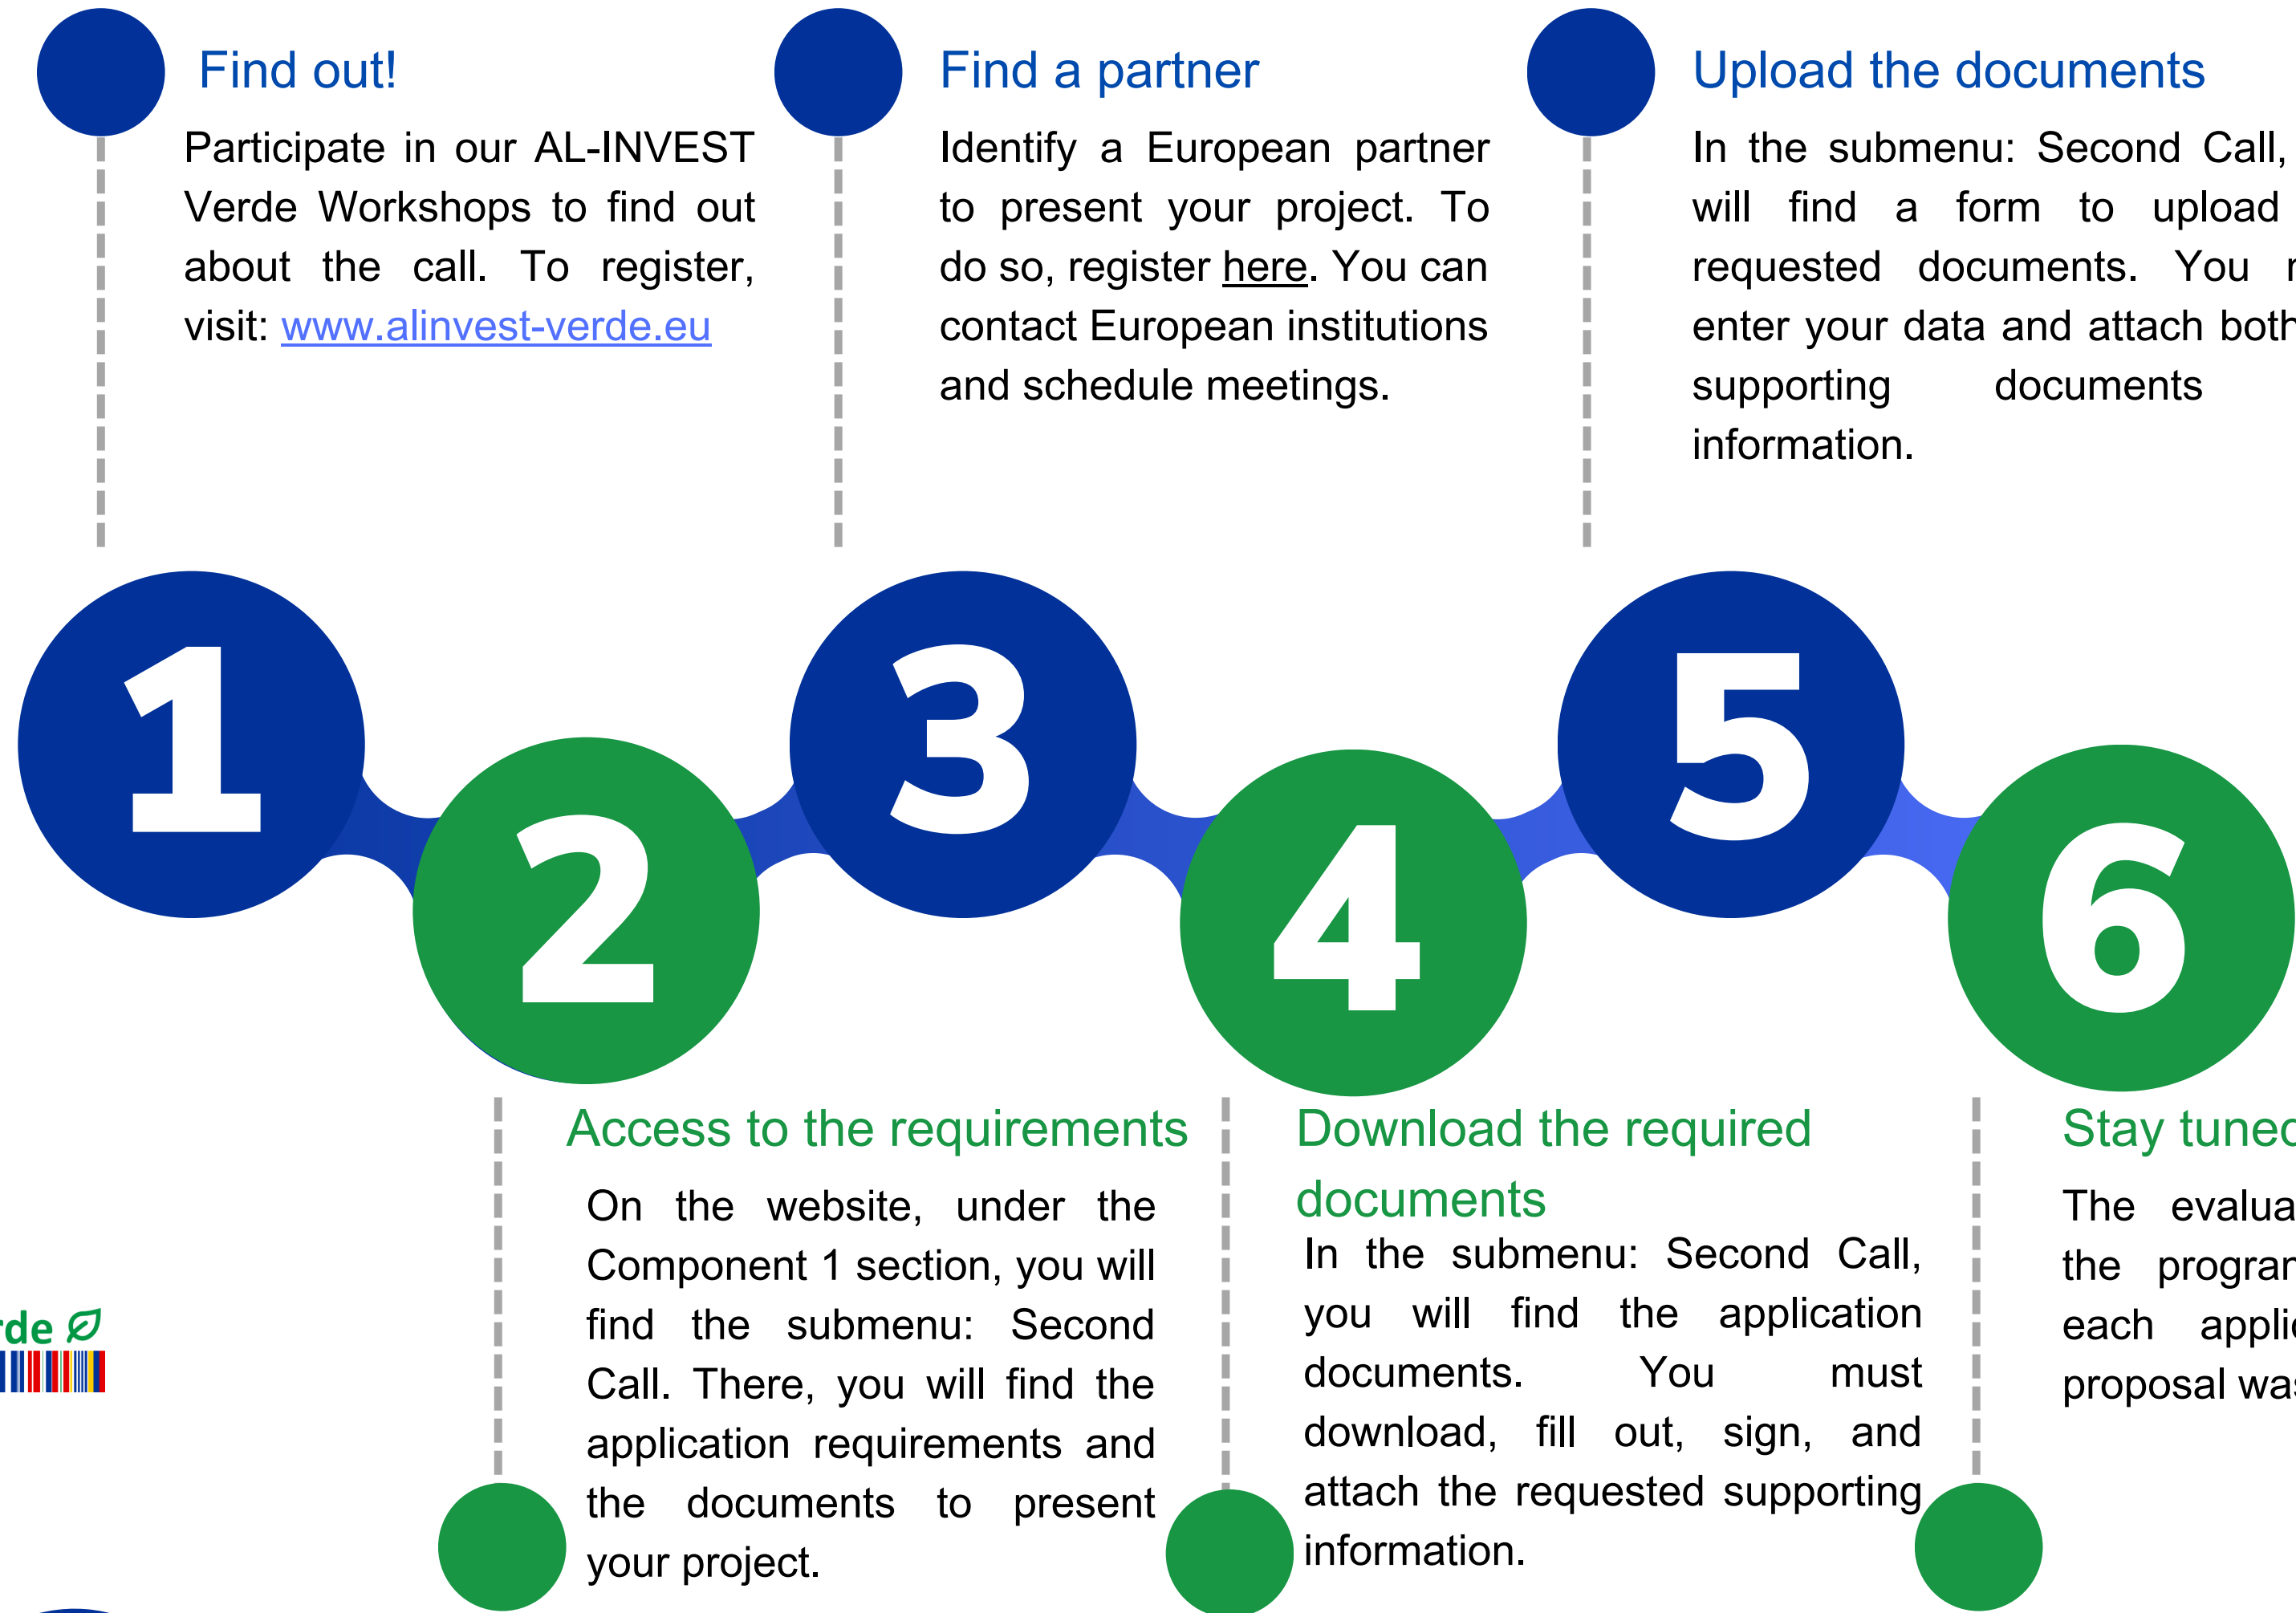 Find out!
Participate in our AL-INVEST
Verde Workshops to find out
about the call. To register,
visit: www.alinvest-verde.eu
Find a partner
Identify a European partner
to present your project. To
do so, register here. You can
contact European institutions
and schedule meetings.
Upload the documents
In the submenu: Second Call,
will find a form to upload
requested documents. You
enter your data and attach both
supporting documents
information.
1
2
3
4
5
6
Access to the requirements
On the website, under the
Component 1 section, you will
find the submenu: Second
Call. There, you will find the
application requirements and
the documents to present
your project.
Download the required
documents
In the submenu: Second Call,
you will find the application
documents. You must
download, fill out, sign, and
attach the requested supporting
information.
Stay tuned
The
the
each
proposal